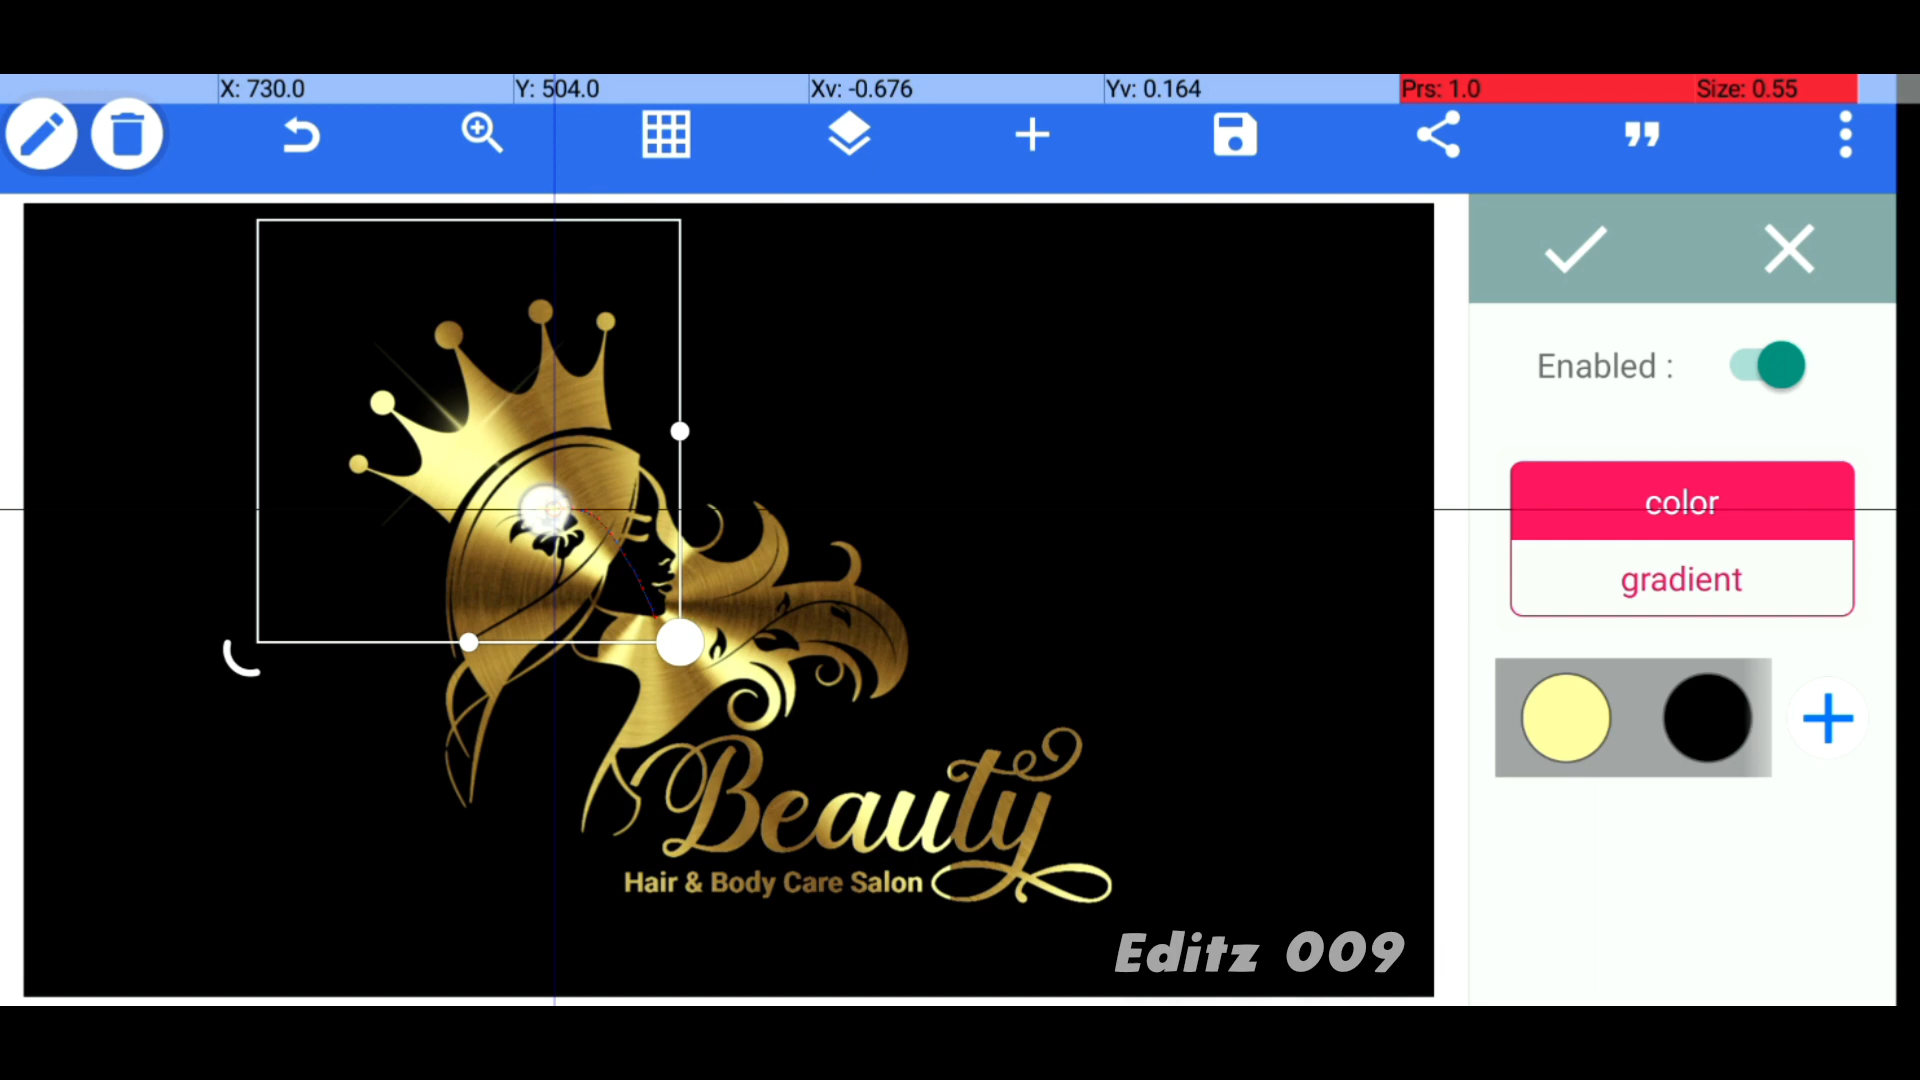 X: 730.0
Y: 504.0
Xv: -0.676
Yv: 0.164
Prs: 1.0
Size: 0.55
Enabled :
color
gradient
Beauty
Hair & Body Care Salon
Editz 009